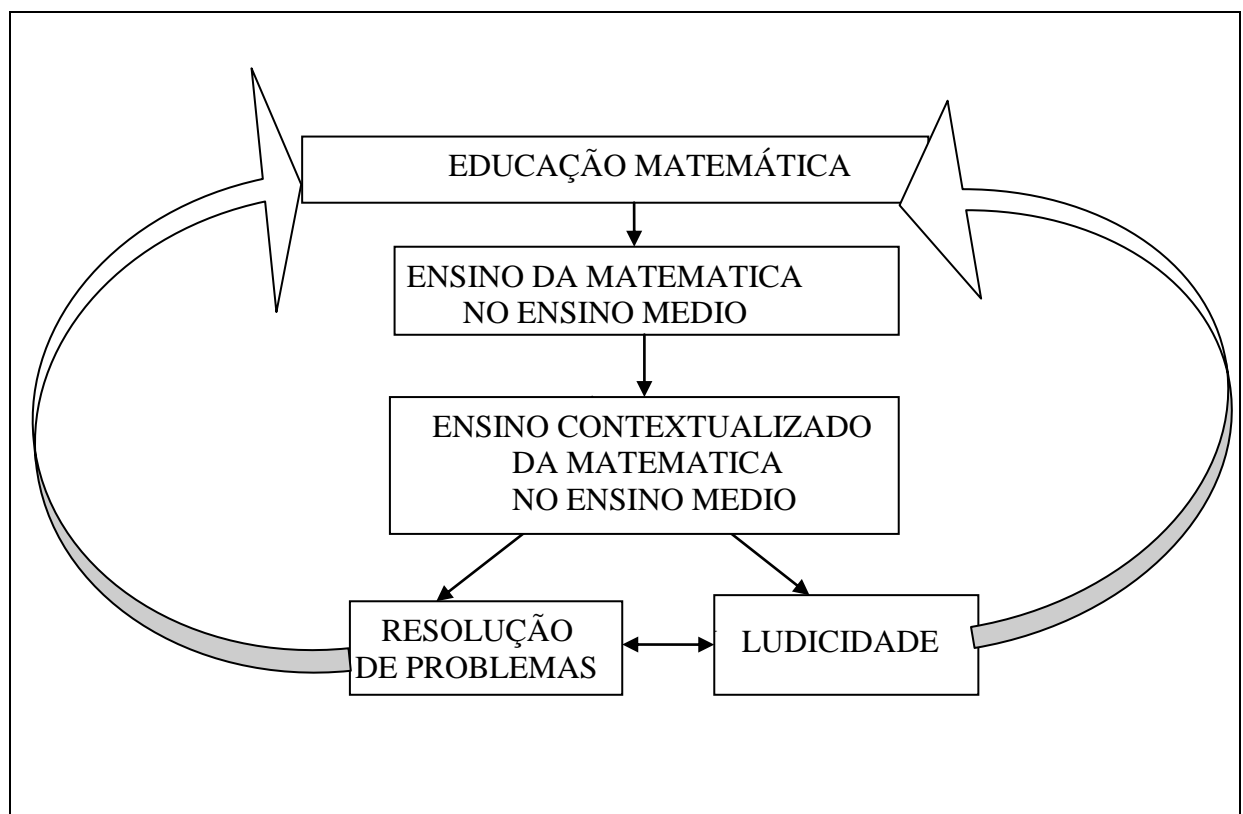 EDUCAÇÃO MATEMÁTICA
ENSINO DA MATEMATICA
NO ENSINO MEDIO
ENSINO CONTEXTUALIZADO
DA MATEMATICA
NO ENSINO MEDIO
RESOLUÇÃO
DE PROBLEMAS
LUDICIDADE